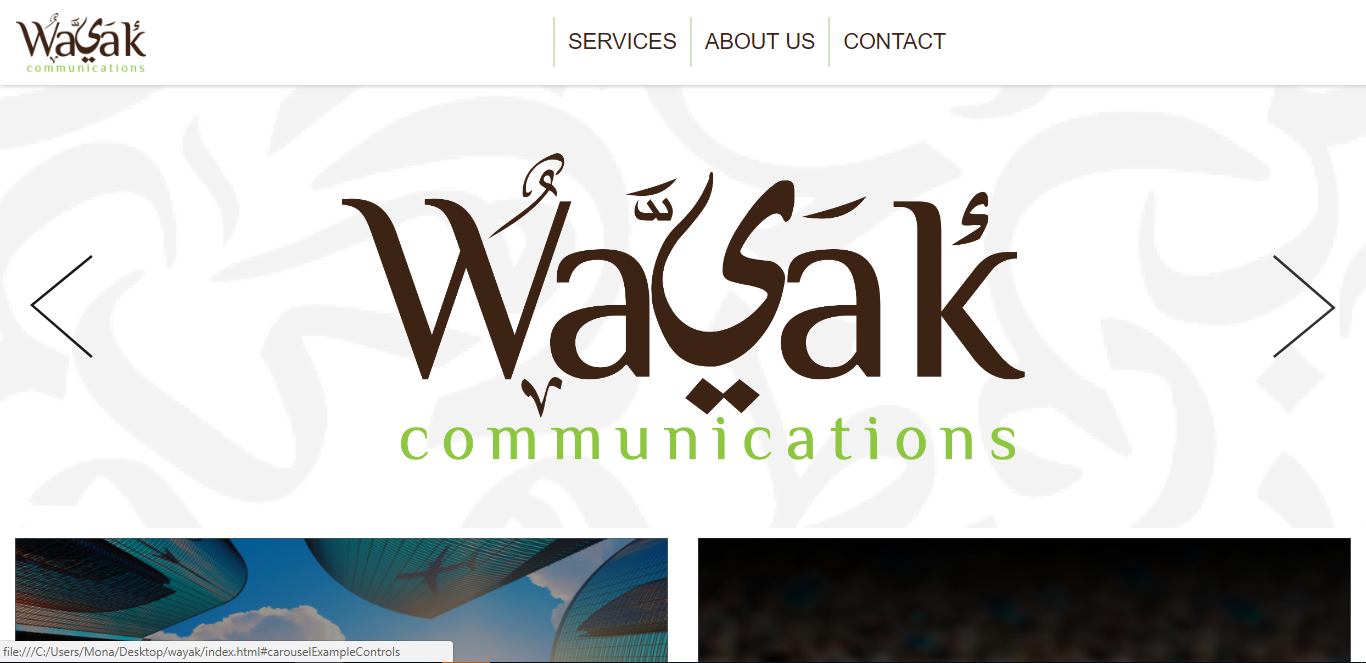 Wayak
communications
SERVICES
ABOUT US
CONTACT
Wayak
communications
file:///C:/Users/Mona/Desktop/wayak/index.html#carouselExampleControls